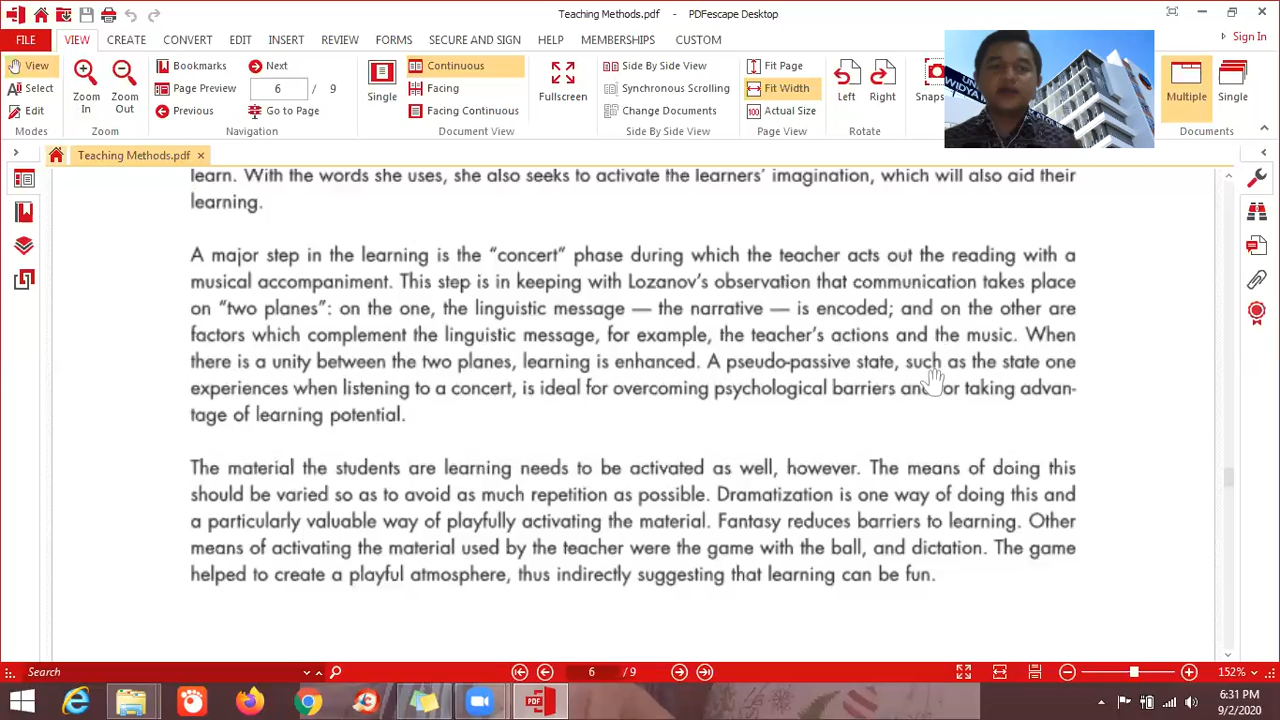 Teaching Methods.pdf - PDFescape Desktop
FILE VIEW CREATE CONVERT EDIT INSERT REVIEW FORMS SECURE AND SIGN HELP MEMBERSHIPS CUSTOM Sign In
View Bookmarks Next Continuous Side By Side View Fit Page
Select Page Preview 6 / 9 Facing Synchronous Scrolling Fit Width
Edit Previous Go to Page Facing Continuous Change Documents Actual Size
Zoom In Zoom Out Single Fullscreen Left Right Snaps Multiple Single
Modes Zoom Navigation Document View Side By Side View Page View Rotate Documents
UN
WIDYA
Teaching Methods.pdf
learn. With the words she uses, she also seeks to activate the learners’ imagination, which will also aid their
learning.
A major step in the learning is the “concert” phase during which the teacher acts out the reading with a
musical accompaniment. This step is in keeping with Lozanov’s observation that communication takes place
on “two planes”: on the one, the linguistic message — the narrative — is encoded; and on the other are
factors which complement the linguistic message, for example, the teacher’s actions and the music. When
there is a unity between the two planes, learning is enhanced. A pseudo-passive state, such as the state one
experiences when listening to a concert, is ideal for overcoming psychological barriers and or taking advan-
tage of learning potential.
The material the students are learning needs to be activated as well, however. The means of doing this
should be varied so as to avoid as much repetition as possible. Dramatization is one way of doing this and
a particularly valuable way of playfully activating the material. Fantasy reduces barriers to learning. Other
means of activating the material used by the teacher were the game with the ball, and dictation. The game
helped to create a playful atmosphere, thus indirectly suggesting that learning can be fun.
Search 6 / 9 152%
6:31 PM
9/2/2020